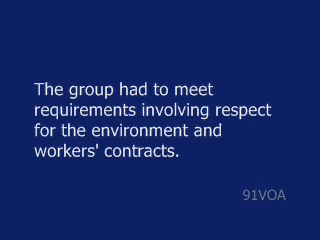 The group had to meet
requirements involving respect
for the environment and
workers' contracts.
91VOA